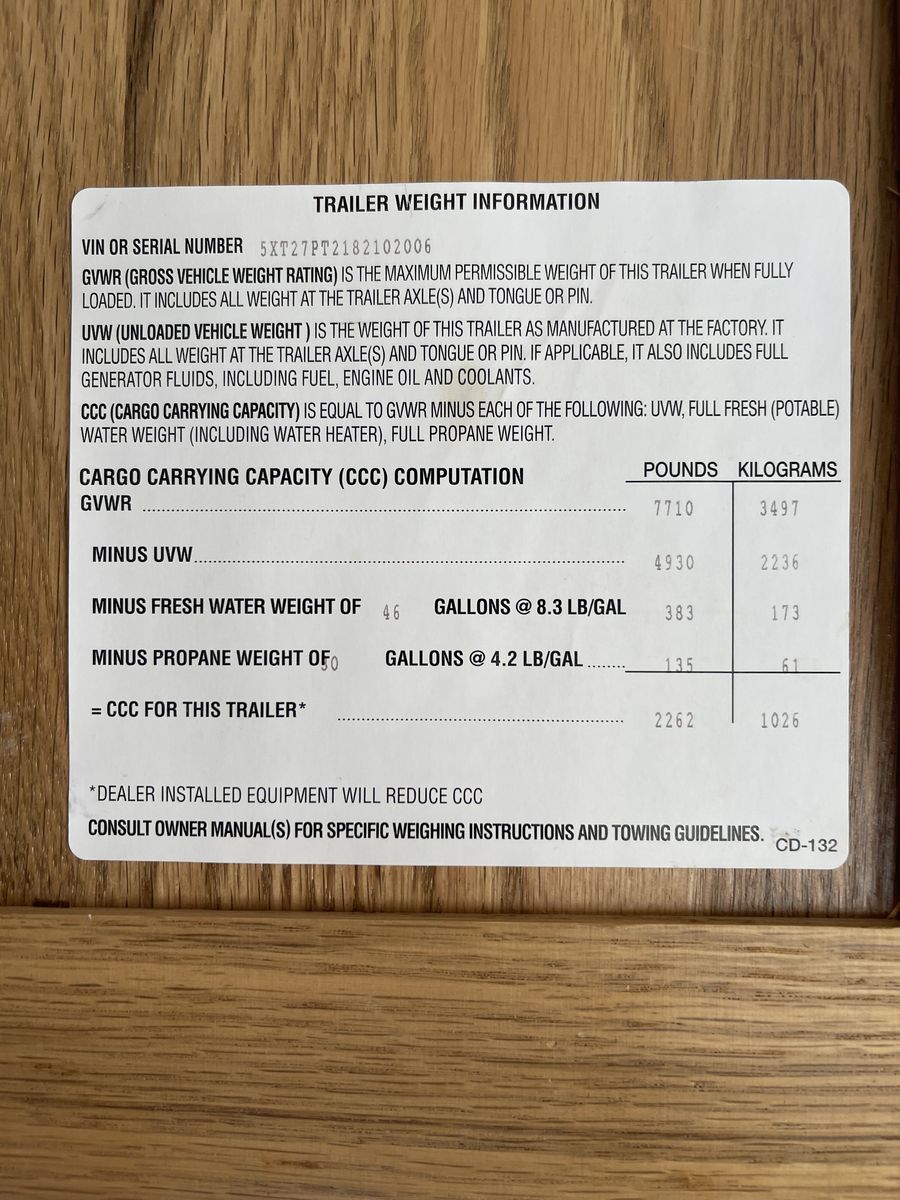 TRAILER WEIGHT INFORMATION
VIN OR SERIAL NUMBER 5XT27PT2182102006
GVWR (GROSS VEHICLE WEIGHT RATING) IS THE MAXIMUM PERMISSIBLE WEIGHT OF THIS TRAILER WHEN FULLY
LOADED. IT INCLUDES ALL WEIGHT AT THE TRAILER AXLE(S) AND TONGUE OR PIN.
UVW (UNLOADED VEHICLE WEIGHT ) IS THE WEIGHT OF THIS TRAILER AS MANUFACTURED AT THE FACTORY. IT
INCLUDES ALL WEIGHT AT THE TRAILER AXLE(S) AND TONGUE OR PIN. IF APPLICABLE, IT ALSO INCLUDES FULL
GENERATOR FLUIDS, INCLUDING FUEL, ENGINE OIL AND COOLANTS.
CCC (CARGO CARRYING CAPACITY) IS EQUAL TO GVWR MINUS EACH OF THE FOLLOWING: UVW, FULL FRESH (POTABLE)
WATER WEIGHT (INCLUDING WATER HEATER), FULL PROPANE WEIGHT.
CARGO CARRYING CAPACITY (CCC) COMPUTATION POUNDS KILOGRAMS
GVWR 7710 3497
MINUS UVW 4930 2236
MINUS FRESH WATER WEIGHT OF 46 GALLONS @ 8.3 LB/GAL 383 173
MINUS PROPANE WEIGHT OF GALLONS @ 4.2 LB/GAL 135 61
= CCC FOR THIS TRAILER* 2262 1026
*DEALER INSTALLED EQUIPMENT WILL REDUCE CCC
CONSULT OWNER MANUAL(S) FOR SPECIFIC WEIGHING INSTRUCTIONS AND TOWING GUIDELINES.
CD-132